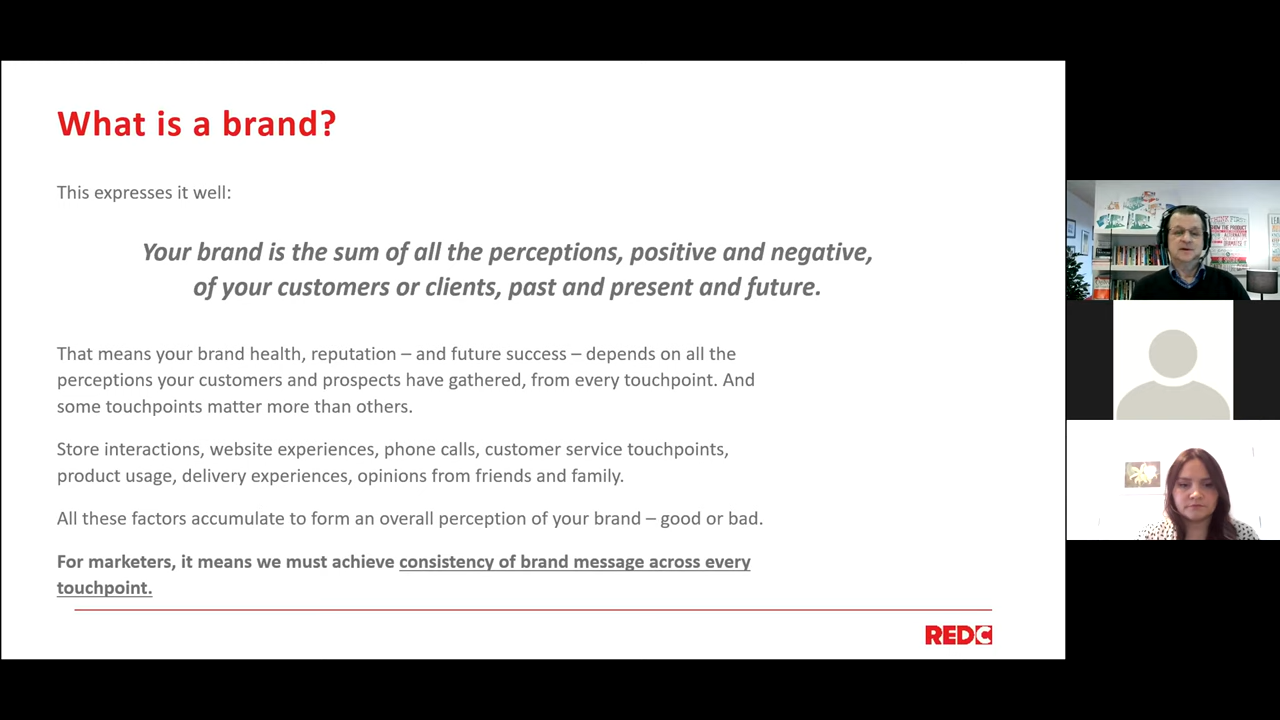 What is a brand?
This expresses it well:
Your brand is the sum of all the perceptions, positive and negative,
of your customers or clients, past and present and future.
That means your brand health, reputation – and future success – depends on all the
perceptions your customers and prospects have gathered, from every touchpoint. And
some touchpoints matter more than others.
Store interactions, website experiences, phone calls, customer service touchpoints,
product usage, delivery experiences, opinions from friends and family.
All these factors accumulate to form an overall perception of your brand – good or bad.
For marketers, it means we must achieve consistency of brand message across every
touchpoint.
REDC